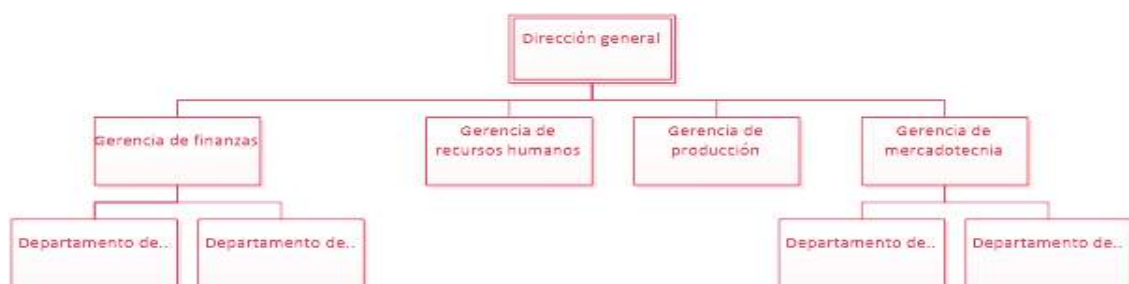 Dirección general
Gerencia de finanzas
Gerencia de
recursos humanos
Gerencia de
producción
Gerencia de
mercadotecnia
Departamento de..
Departamento de..
Departamento de..
Departamento de..